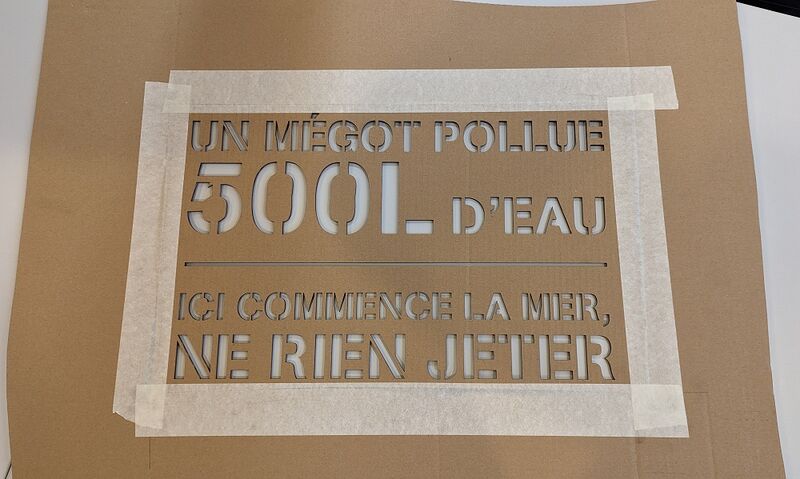 UN MÉGOT POLLUE
500L D'EAU
ICI COMMENCE LA MER,
NE RIEN JETER